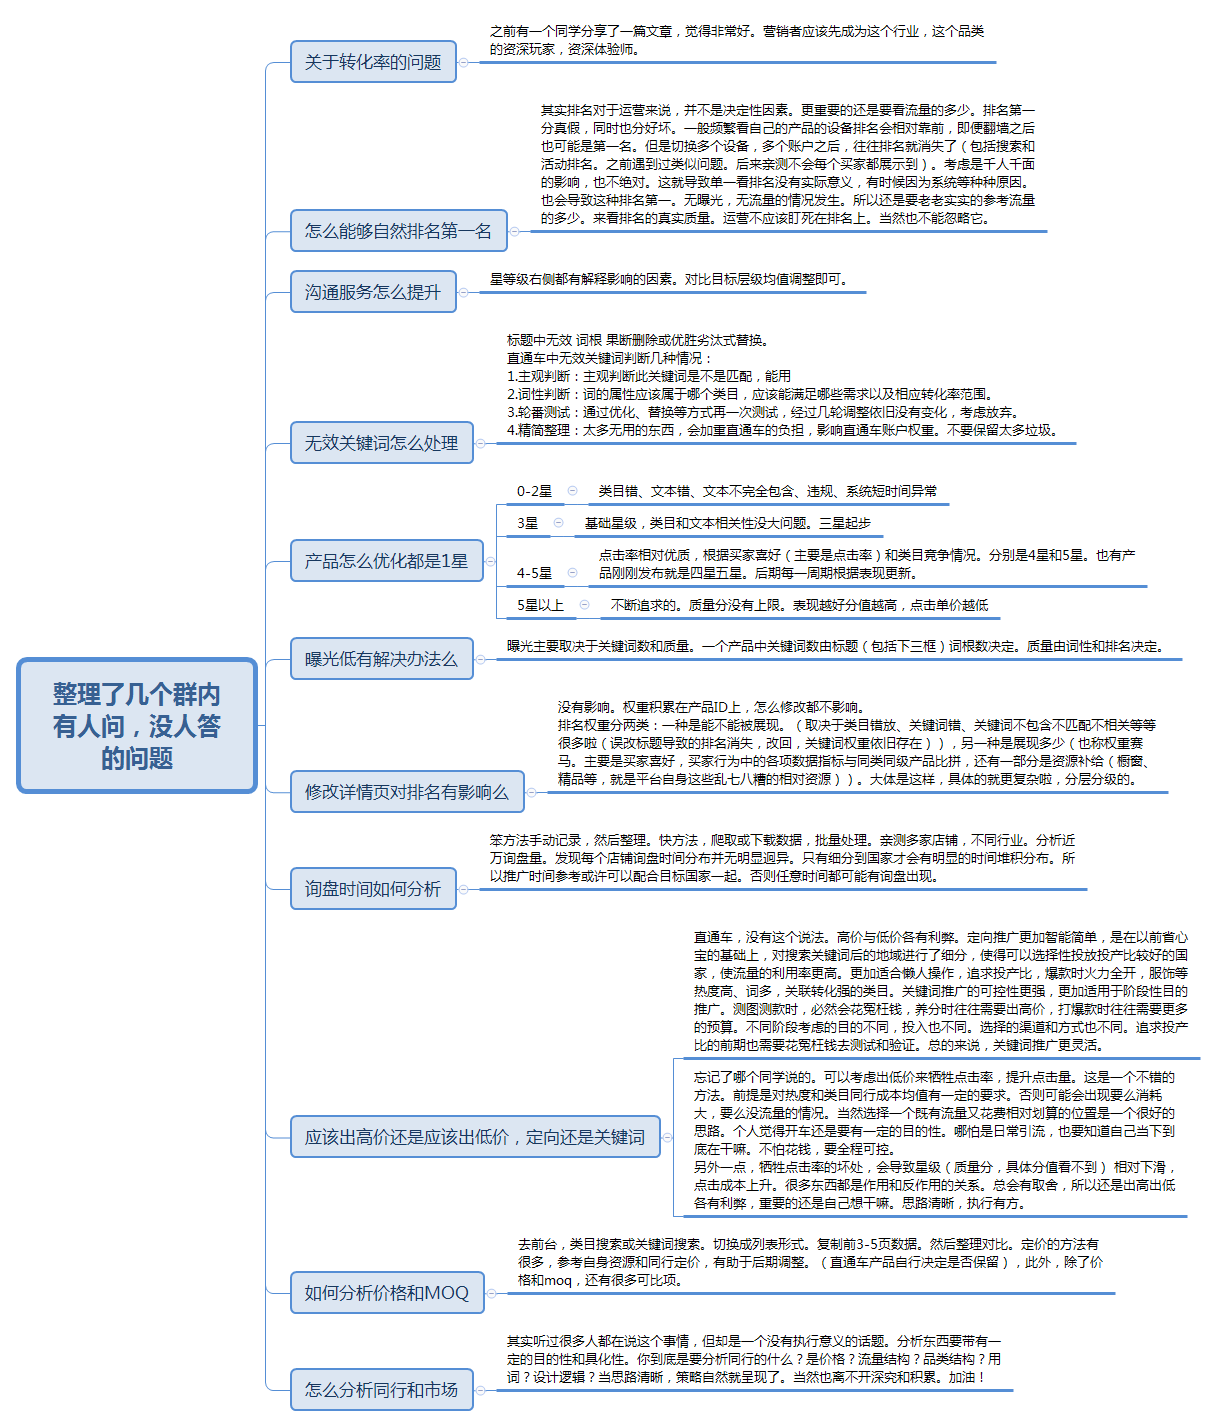 整理了几个群内
有人问，没人答
的问题
关于转化率的问题
之前有一个同学分享了一篇文章，觉得非常好。营销者应该先成为这个行业，这个品类
的资深玩家，资深体验师。
怎么能够自然排名第一名
其实排名对于运营来说，并不是决定性因素。更重要的还是要看流量的多少。排名第一
分真假，同时也分好坏。一般频繁看自己的产品的设备排名会相对靠前，即便翻墙之后
也可能是第一名。但是切换多个设备，多个账户之后，往往排名就消失了（包括搜索和
活动排名。之前遇到过类似问题。后来亲测不会每个买家都展示到）。考虑是千人千面
的影响，也不绝对。这就导致单一看排名没有实际意义，有时候因为系统等种种原因。
也会导致这种排名第一。无曝光，无流量的情况发生。所以还是要老老实实的参考流量
的多少。来看排名的真实质量。运营不应该盯死在排名上。当然也不能忽略它。
沟通服务怎么提升
星等级右侧都有解释影响的因素。对比目标层级均值调整即可。
无效关键词怎么处理
标题中无效 词根 果断删除或优胜劣汰式替换。
直通车中无效关键词判断几种情况：
1.主观判断：主观判断此关键词是不是匹配，能用
2.词性判断：词的属性应该属于哪个类目，应该能满足哪些需求以及相应转化率范围。
3.轮番测试：通过优化、替换等方式再一次测试，经过几轮调整依旧没有变化，考虑放弃。
4.精简整理：太多无用的东西，会加重直通车的负担，影响直通车账户权重。不要保留太多垃圾。
产品怎么优化都是1星
0-2星
类目错、文本错、文本不完全包含、违规、系统短时间异常
3星
基础星级，类目和文本相关性没大问题。三星起步
4-5星
点击率相对优质，根据买家喜好（主要是点击率）和类目竞争情况。分别是4星和5星。也有产
品刚刚发布就是四星五星。后期每一周期根据表现更新。
5星以上
不断追求的。质量分没有上限。表现越好分值越高，点击单价越低
曝光低有解决办法么
曝光主要取决于关键词数和质量。一个产品中关键词数由标题（包括下三框）词根数决定。质量由词性和排名决定。
修改详情页对排名有影响么
没有影响。权重积累在产品ID上，怎么修改都不影响。
排名权重分两类：一种是能不能被展现。（取决于类目错放、关键词错、关键词不包含不匹配不相关等等
很多啦（误改标题导致的排名消失，改回，关键词权重依旧存在）），另一种是展现多少（也称权重赛
马。主要是买家喜好，买家行为中的各项数据指标与同类同级产品比拼，还有一部分是资源补给（橱窗、
精品等，就是平台自身这些乱七八糟的相对资源））。大体是这样，具体的就更复杂啦，分层分级的。
询盘时间如何分析
笨方法手动记录，然后整理。快方法，爬取或下载数据，批量处理。亲测多家店铺，不同行业。分析近
万询盘量。发现每个店铺询盘时间分布并无明显迥异。只有细分到国家才会有明显的时间堆积分布。所
以推广时间参考或许可以配合目标国家一起。否则任意时间都可能有询盘出现。
应该出高价还是应该出低价，定向还是关键词
直通车，没有这个说法。高价与低价各有利弊。定向推广更加智能简单，是在以前省心
宝的基础上，对搜索关键词后的地域进行了细分，使得可以选择性投放投产比较好的国
家，使流量的利用率更高。更加适合懒人操作，追求投产比，爆款时火力全开，服饰等
热度高、词多，关联转化强的类目。关键词推广的可控性更强，更加适用于阶段性目的
推广。测图测款时，必然会花冤枉钱，养分时往往需要出高价，打爆款时往往需要更多
的预算。不同阶段考虑的目的不同，投入也不同。选择的渠道和方式也不同。追求投产
比的前期也需要花冤枉钱去测试和验证。总的来说，关键词推广更灵活。
忘记了哪个同学说的。可以考虑出低价来牺牲点击率，提升点击量。这是一个不错的
方法。前提是对热度和类目同行成本均值有一定的要求。否则可能会出现要么消耗
大，要么没流量的情况。当然选择一个既有流量又花费相对划算的位置是一个很好的
思路。个人觉得开车还是要有一定的目的性。哪怕是日常引流，也要知道自己当下到
底在干嘛。不怕花钱，要全程可控。
另外一点，牺牲点击率的坏处，会导致星级（质量分，具体分值看不到） 相对下滑，
点击成本上升。很多东西都是作用和反作用的关系。总会有取舍，所以还是出高出低
各有利弊，重要的还是自己想干嘛。思路清晰，执行有方。
如何分析价格和MOQ
去前台，类目搜索或关键词搜索。切换成列表形式。复制前3-5页数据。然后整理对比。定价的方法有
很多，参考自身资源和同行定价，有助于后期调整。（直通车产品自行决定是否保留），此外，除了价
格和moq，还有很多可比项。
怎么分析同行和市场
其实听过很多人都在说这个事情，但却是一个没有执行意义的话题。分析东西要带有一
定的目的性和具化性。你到底是要分析同行的什么？是价格？流量结构？品类结构？用
词？设计逻辑？当思路清晰，策略自然就呈现了。当然也离不开深究和积累。加油！